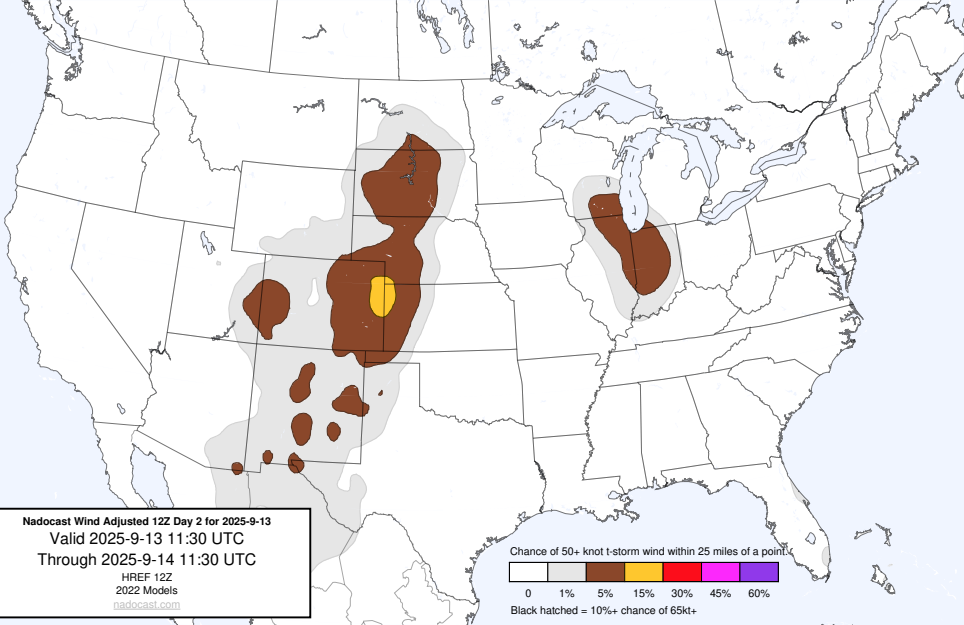 Nadocast Wind Adjusted 12Z Day 2 for 2025-9-13
Valid 2025-9-13 11:30 UTC
Through 2025-9-14 11:30 UTC
HREF 12Z
2022 Models
nadocast.com
Chance of 50+ knot t-storm wind within 25 miles of a point.
0 1% 5% 15% 30% 45% 60%
Black hatched = 10%+ chance of 65kt+